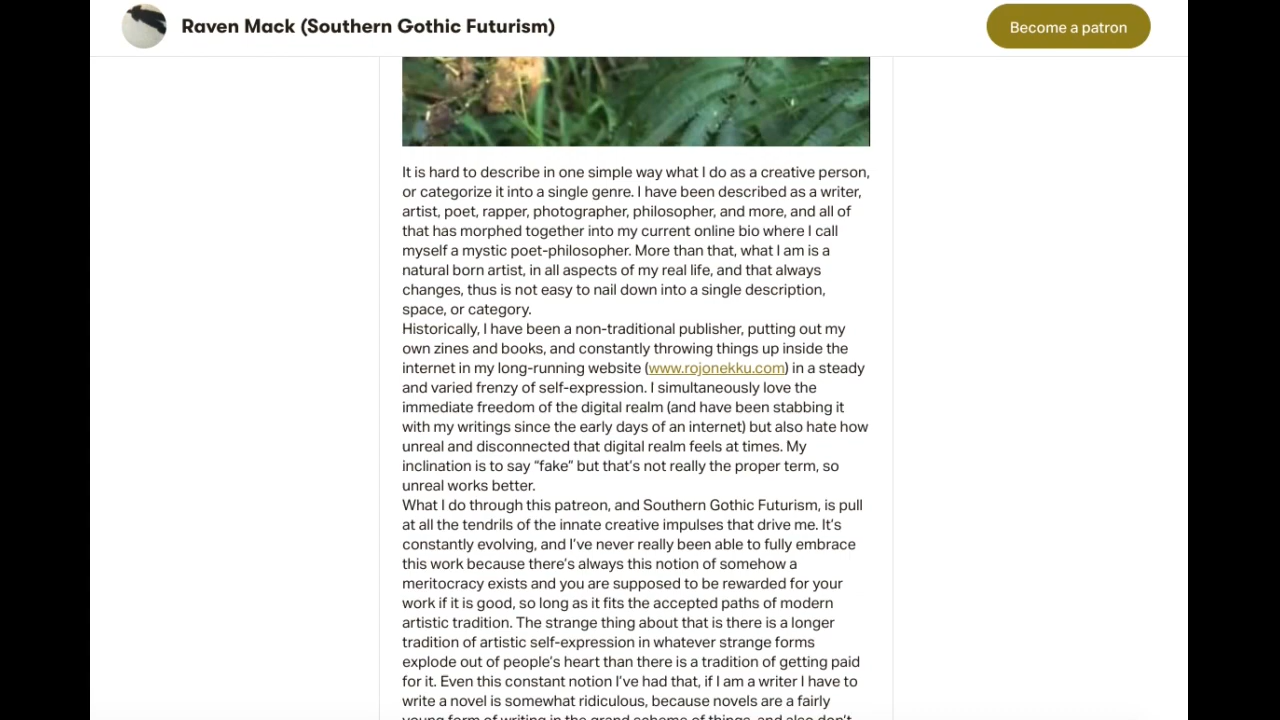 Raven Mack (Southern Gothic Futurism)
Become a patron
It is hard to describe in one simple way what I do as a creative person,
or categorize it into a single genre. I have been described as a writer,
artist, poet, rapper, photographer, philosopher, and more, and all of
that has morphed together into my current online bio where I call
myself a mystic poet-philosopher. More than that, what I am is a
natural born artist, in all aspects of my real life, and that always
changes, thus is not easy to nail down into a single description,
space, or category.
Historically, I have been a non-traditional publisher, putting out my
own zines and books, and constantly throwing things up inside the
internet in my long-running website (www.rojonekku.com) in a steady
and varied frenzy of self-expression. I simultaneously love the
immediate freedom of the digital realm (and have been stabbing it
with my writings since the early days of an internet) but also hate how
unreal and disconnected that digital realm feels at times. My
inclination is to say “fake” but that’s not really the proper term, so
unreal works better.
What I do through this patreon, and Southern Gothic Futurism, is pull
at all the tendrils of the innate creative impulses that drive me. It’s
constantly evolving, and I’ve never really been able to fully embrace
this work because there’s always this notion of somehow a
meritocracy exists and you are supposed to be rewarded for your
work if it is good, so long as it fits the accepted paths of modern
artistic tradition. The strange thing about that is there is a longer
tradition of artistic self-expression in whatever strange forms
explode out of people’s heart than there is a tradition of getting paid
for it. Even this constant notion I’ve had that, if I am a writer I have to
write a novel is somewhat ridiculous, because novels are a fairly
young form of writing in the grand scheme of things, and also don’t